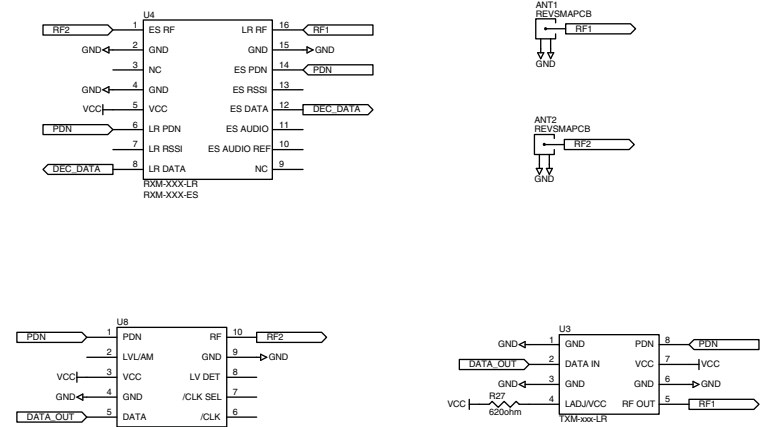 U4
RF2 1 ES RF LR RF 16 RF1
GND 2 GND GND 15 GND
3 NC ES PDN 14 PDN
GND 4 GND ES RSSI 13
VCC 5 VCC ES DATA 12 DEC_DATA
PDN 6 LR PDN ES AUDIO 11
7 LR RSSI ES AUDIO REF 10
DEC_DATA 8 LR DATA NC 9
RXM-XXX-LR
RXM-XXX-ES
ANT1
REVSMAPCB
RF1
GND
ANT2
REVSMAPCB
RF2
GND
U8
PDN 1 PDN RF 10 RF2
2 LVL/AM GND 9 GND
VCC 3 VCC LV DET 8
GND 4 GND /CLK SEL 7
DATA_OUT 5 DATA /CLK 6
U3
GND 1 GND PDN 8 PDN
DATA_OUT 2 DATA IN VCC 7 VCC
GND 3 GND GND 6 GND
VCC R27 4 LADJ/VCC RF OUT 5 RF1
620ohm
TXM-xxx-LR